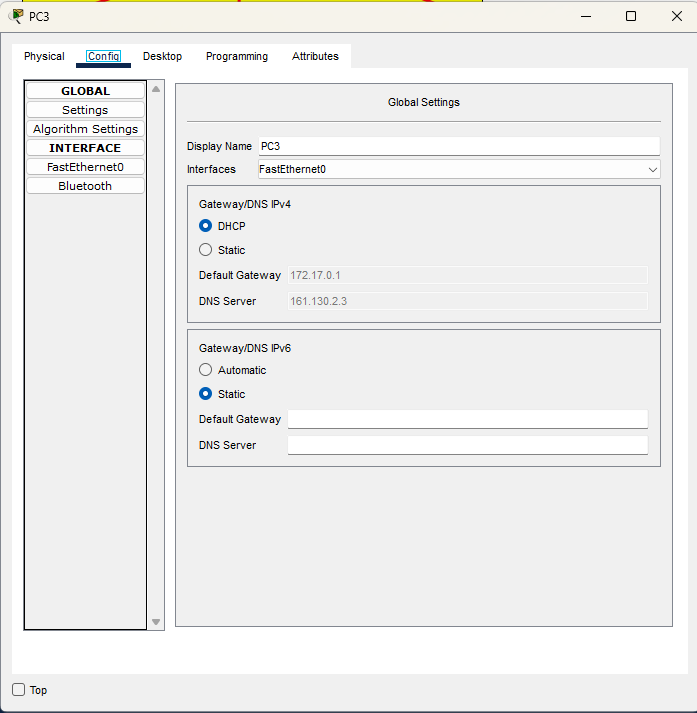 PC3
Physical Config Desktop Programming Attributes
GLOBAL
Settings
Algorithm Settings
INTERFACE
FastEthernet0
Bluetooth
Global Settings
Display Name PC3
Interfaces FastEthernet0
Gateway/DNS IPv4
DHCP
Static
Default Gateway 172.17.0.1
DNS Server 161.130.2.3
Gateway/DNS IPv6
Automatic
Static
Default Gateway
DNS Server
Top